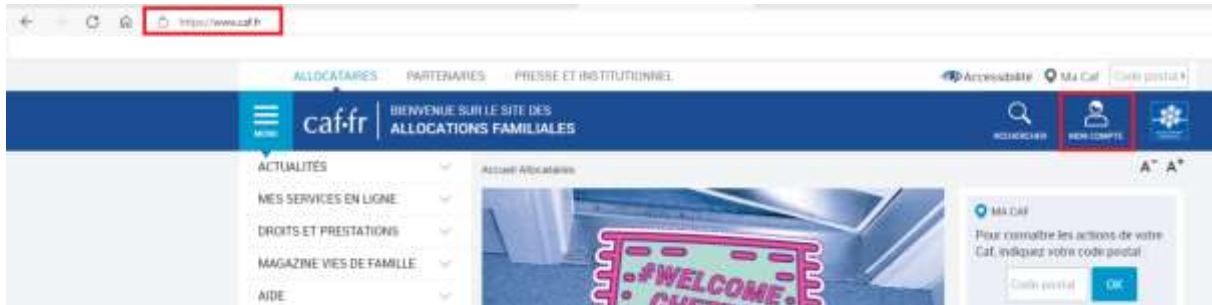 https://www.caf.fr
ALLOCATAIRES PARTENAIRES PRESSE ET INSTITUTIONNEL
Accessibilité Ma Caf Code postal
MENU
caf.fr
BIENVENUE SUR LE SITE DES
ALLOCATIONS FAMILIALES
RECHERCHER
MON COMPTE
ACTUALITÉS
MES SERVICES EN LIGNE
DROITS ET PRESTATIONS
MAGAZINE VIES DE FAMILLE
AIDE
Accueil Allocataires
A- A+
#WELCOME
MA CAF
Pour connaître les actions de votre
Caf, indiquez votre code postal
Code postal OK